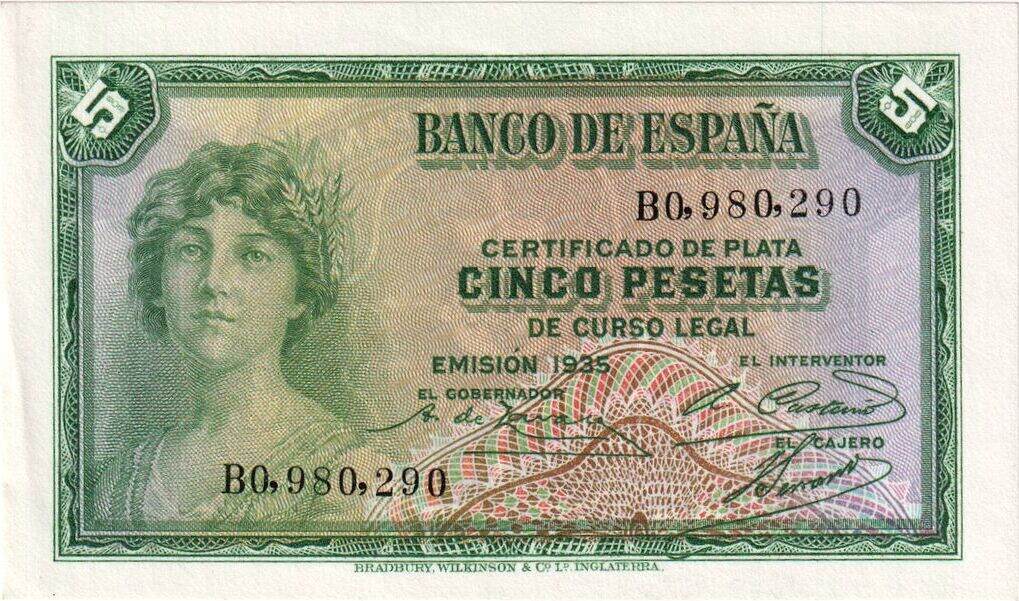 5 5
BANCO DE ESPAÑA
B0,980,290
CERTIFICADO DE PLATA
CINCO PESETAS
DE CURSO LEGAL
EMISIÓN 1935
EL INTERVENTOR
EL GOBERNADOR
EL CAJERO
B0,980,290
BRADBURY, WILKINSON & Cº Lº. INGLATERRA.